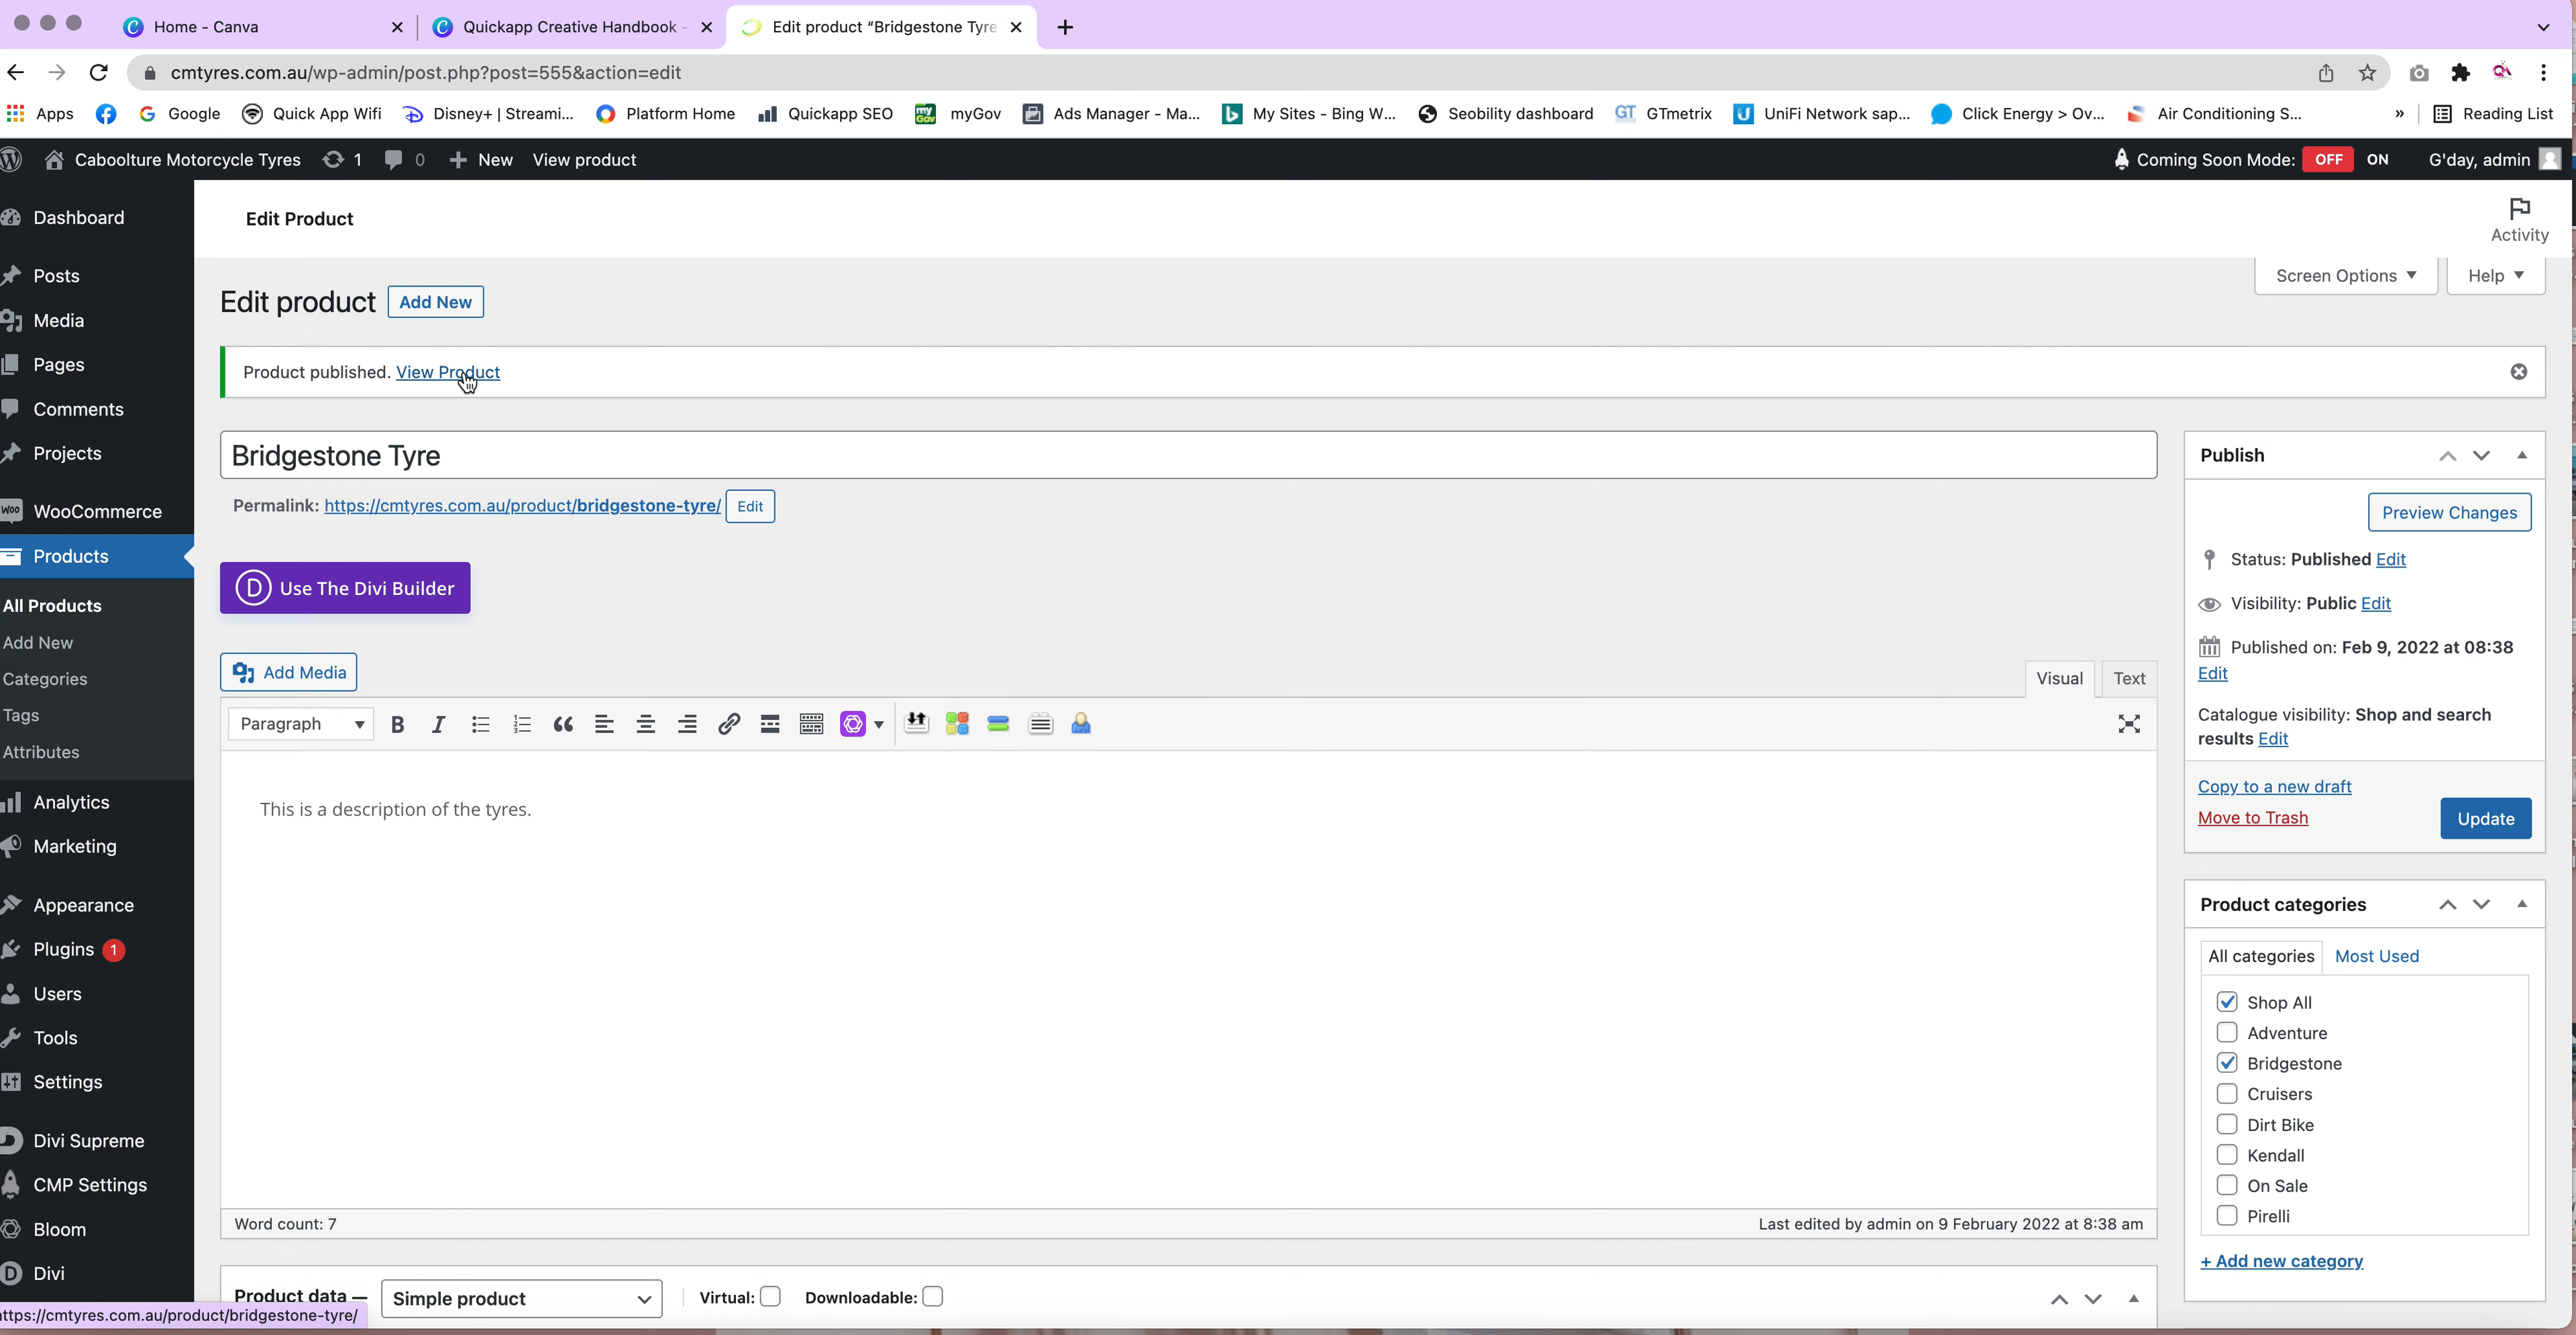 Home - Canva
Quickapp Creative Handbook -
Edit product “Bridgestone Tyre
cmtyres.com.au/wp-admin/post.php?post=555&action=edit
Apps
Google
Quick App Wifi
Disney+ | Streami...
Platform Home
Quickapp SEO
myGov
Ads Manager - Ma...
My Sites - Bing W...
Seobility dashboard
GTmetrix
UniFi Network sap...
Click Energy > Ov...
Air Conditioning S...
»
Reading List
Caboolture Motorcycle Tyres
1
0
New
View product
Coming Soon Mode: OFF ON
G'day, admin
Dashboard
Posts
Media
Pages
Comments
Projects
WooCommerce
Products
All Products
Add New
Categories
Tags
Attributes
Analytics
Marketing
Appearance
Plugins 1
Users
Tools
Settings
Divi Supreme
CMP Settings
Bloom
Divi
Edit Product
Activity
Screen Options
Help
Edit product
Add New
Product published. View Product
Bridgestone Tyre
Permalink: https://cmtyres.com.au/product/bridgestone-tyre/ Edit
D Use The Divi Builder
Add Media
Visual
Text
Paragraph
This is a description of the tyres.
Word count: 7
Last edited by admin on 9 February 2022 at 8:38 am
Product data — Simple product
Virtual:
Downloadable:
Publish
Preview Changes
Status: Published Edit
Visibility: Public Edit
Published on: Feb 9, 2022 at 08:38
Edit
Catalogue visibility: Shop and search
results Edit
Copy to a new draft
Move to Trash
Update
Product categories
All categories
Most Used
Shop All
Adventure
Bridgestone
Cruisers
Dirt Bike
Kendall
On Sale
Pirelli
+ Add new category
ttps://cmtyres.com.au/product/bridgestone-tyre/